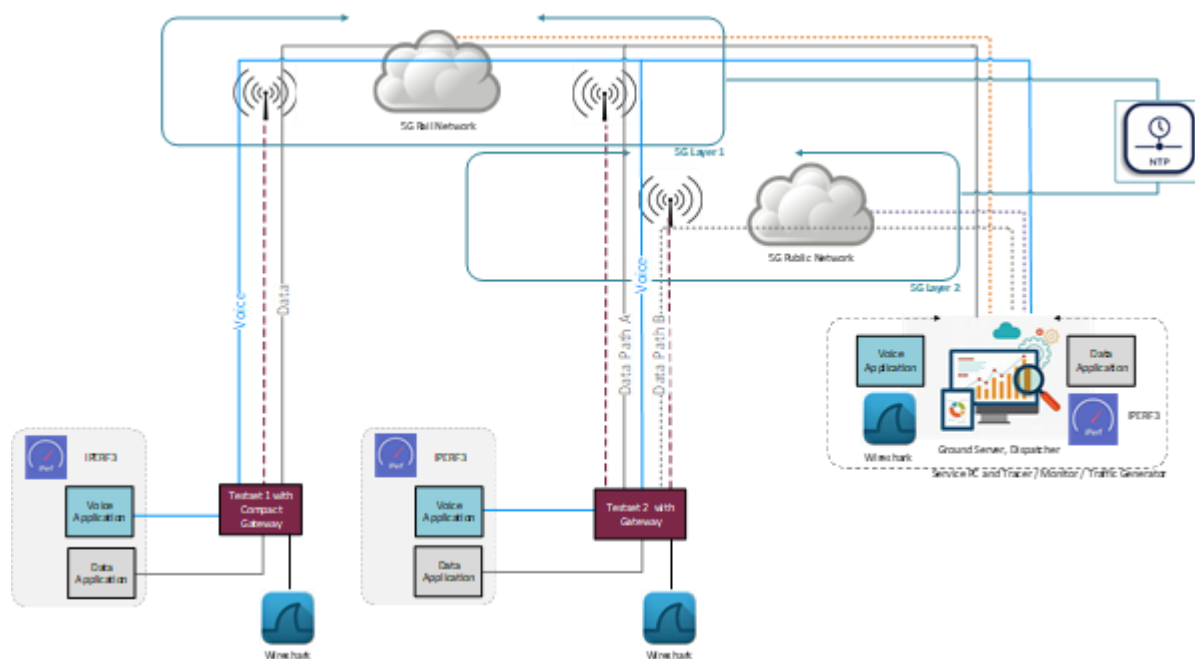 5G Rail Network
5G Layer 1
NTP
5G Public Network
5G Layer 2
Voice
Data
Data Path A
Voice
Data Path B
Voice
Application
Data
Application
Wireshark
iPerf
IPERF3
Ground Server, Dispatcher
Service PC and Tracer / Monitor / Traffic Generator
iPerf
IPERF3
Voice
Application
Data
Application
Testset 1 with
Compact
Gateway
Wireshark
iPerf
IPERF3
Voice
Application
Data
Application
Testset 2 with
Gateway
Wireshark